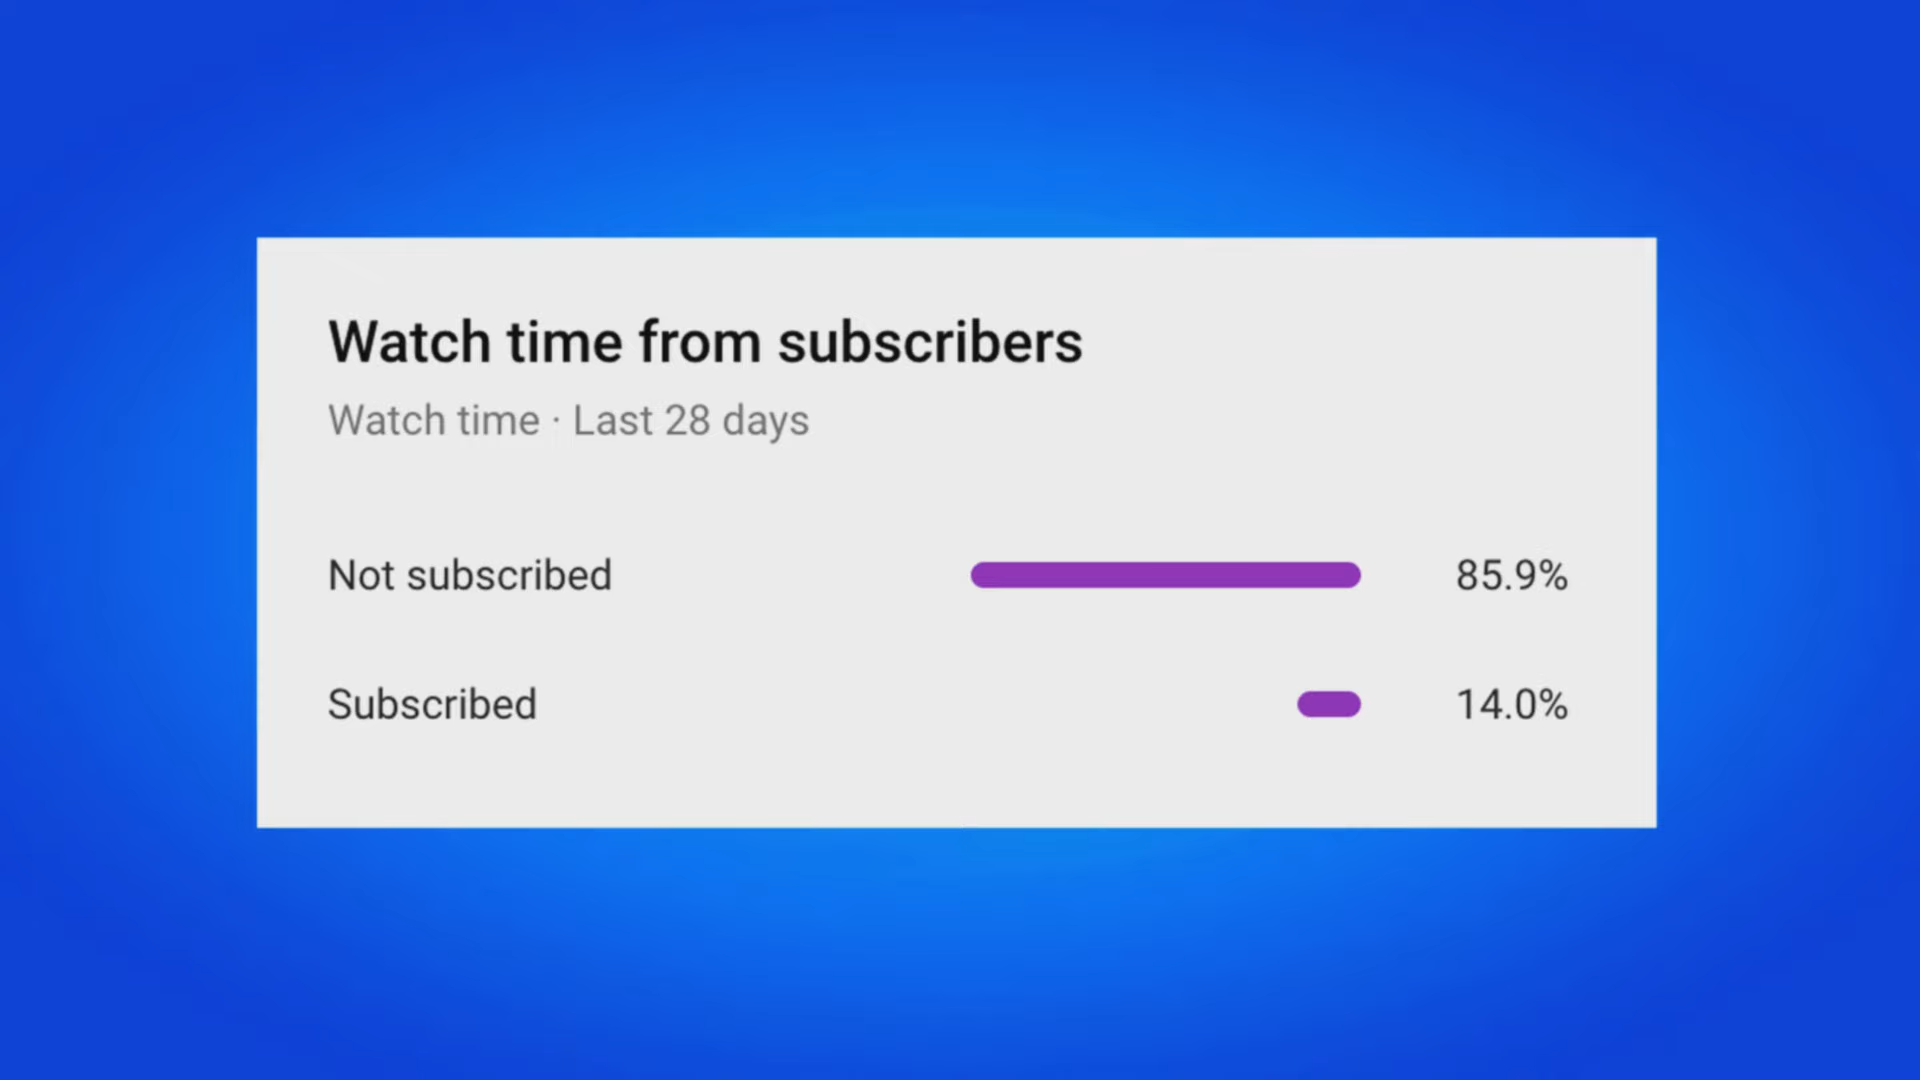 Watch time from subscribers
Watch time · Last 28 days
Not subscribed 85.9%
Subscribed 14.0%